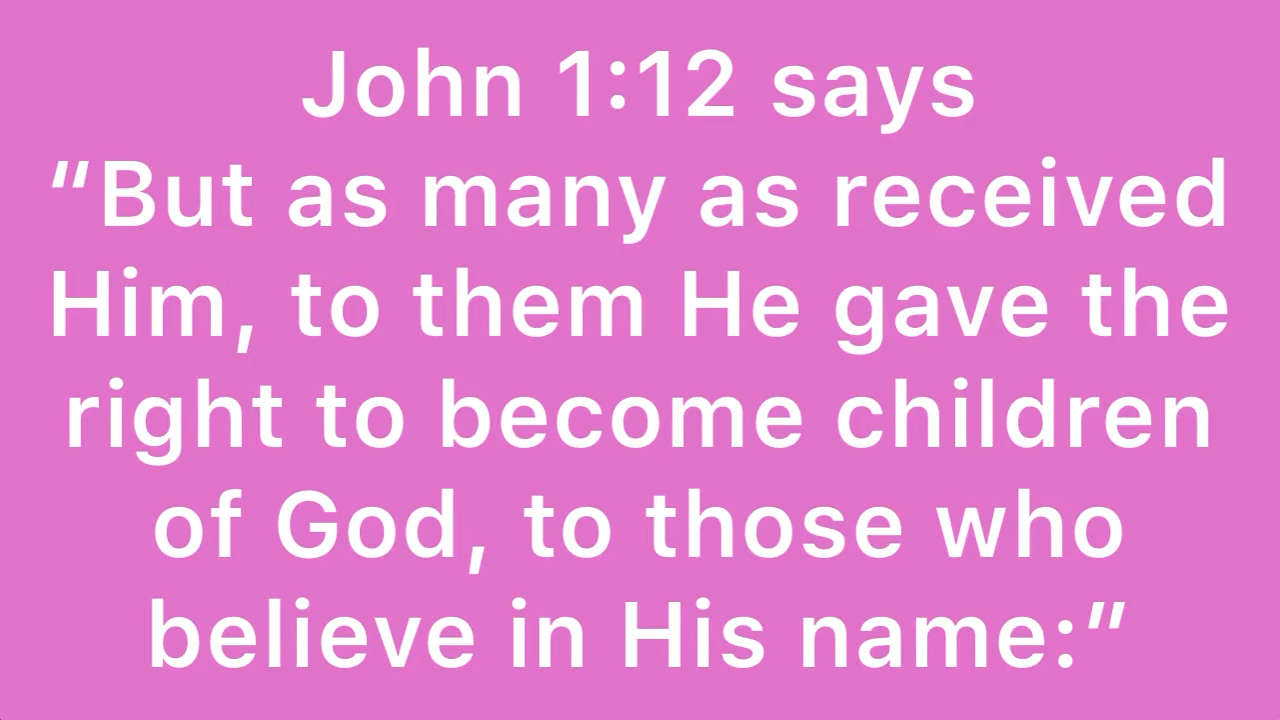 John 1:12 says
“But as many as received
Him, to them He gave the
right to become children
of God, to those who
believe in His name:”